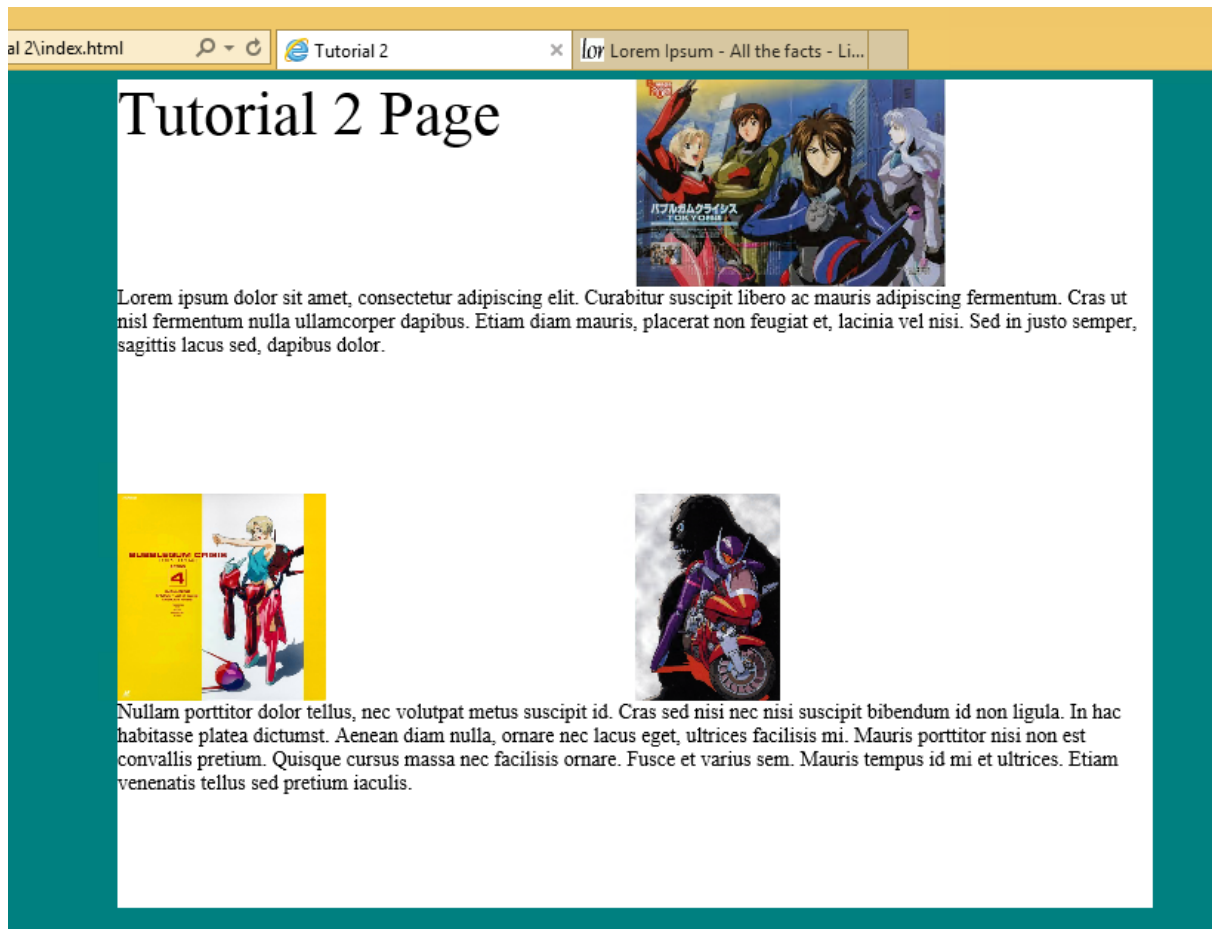 al 2\index.html
Tutorial 2
lor Lorem Ipsum - All the facts - Li...
Tutorial 2 Page
バブルガムクライシス
TOKYO
Lorem ipsum dolor sit amet, consectetur adipiscing elit. Curabitur suscipit libero ac mauris adipiscing fermentum. Cras ut
nisl fermentum nulla ullamcorper dapibus. Etiam diam mauris, placerat non feugiat et, lacinia vel nisi. Sed in justo semper,
sagittis lacus sed, dapibus dolor.
BUBBLEGUM CRISIS
4
Nullam porttitor dolor tellus, nec volutpat metus suscipit id. Cras sed nisi nec nisi suscipit bibendum id non ligula. In hac
habitasse platea dictumst. Aenean diam nulla, ornare nec lacus eget, ultrices facilisis mi. Mauris porttitor nisi non est
convallis pretium. Quisque cursus massa nec facilisis ornare. Fusce et varius sem. Mauris tempus id mi et ultrices. Etiam
venenatis tellus sed pretium iaculis.